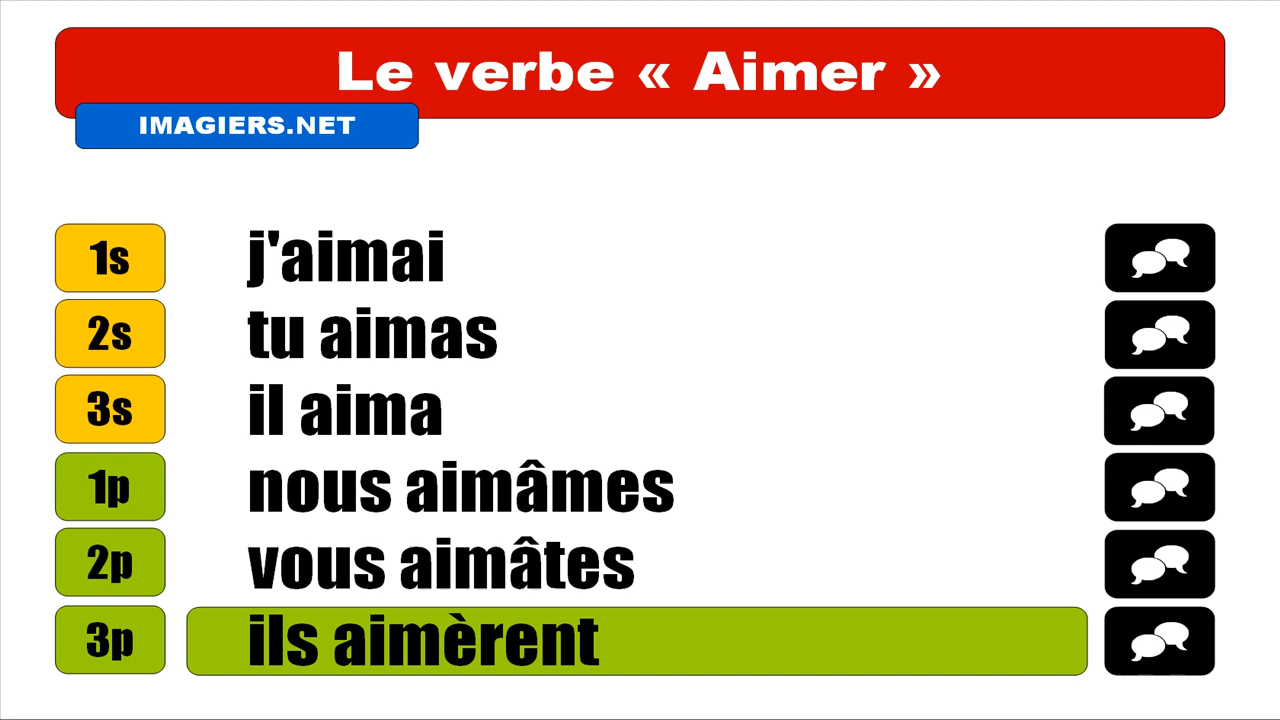 Le verbe « Aimer »
IMAGIERS.NET
1s j'aimai
2s tu aimas
3s il aima
1p nous aimâmes
2p vous aimâtes
3p ils aimèrent